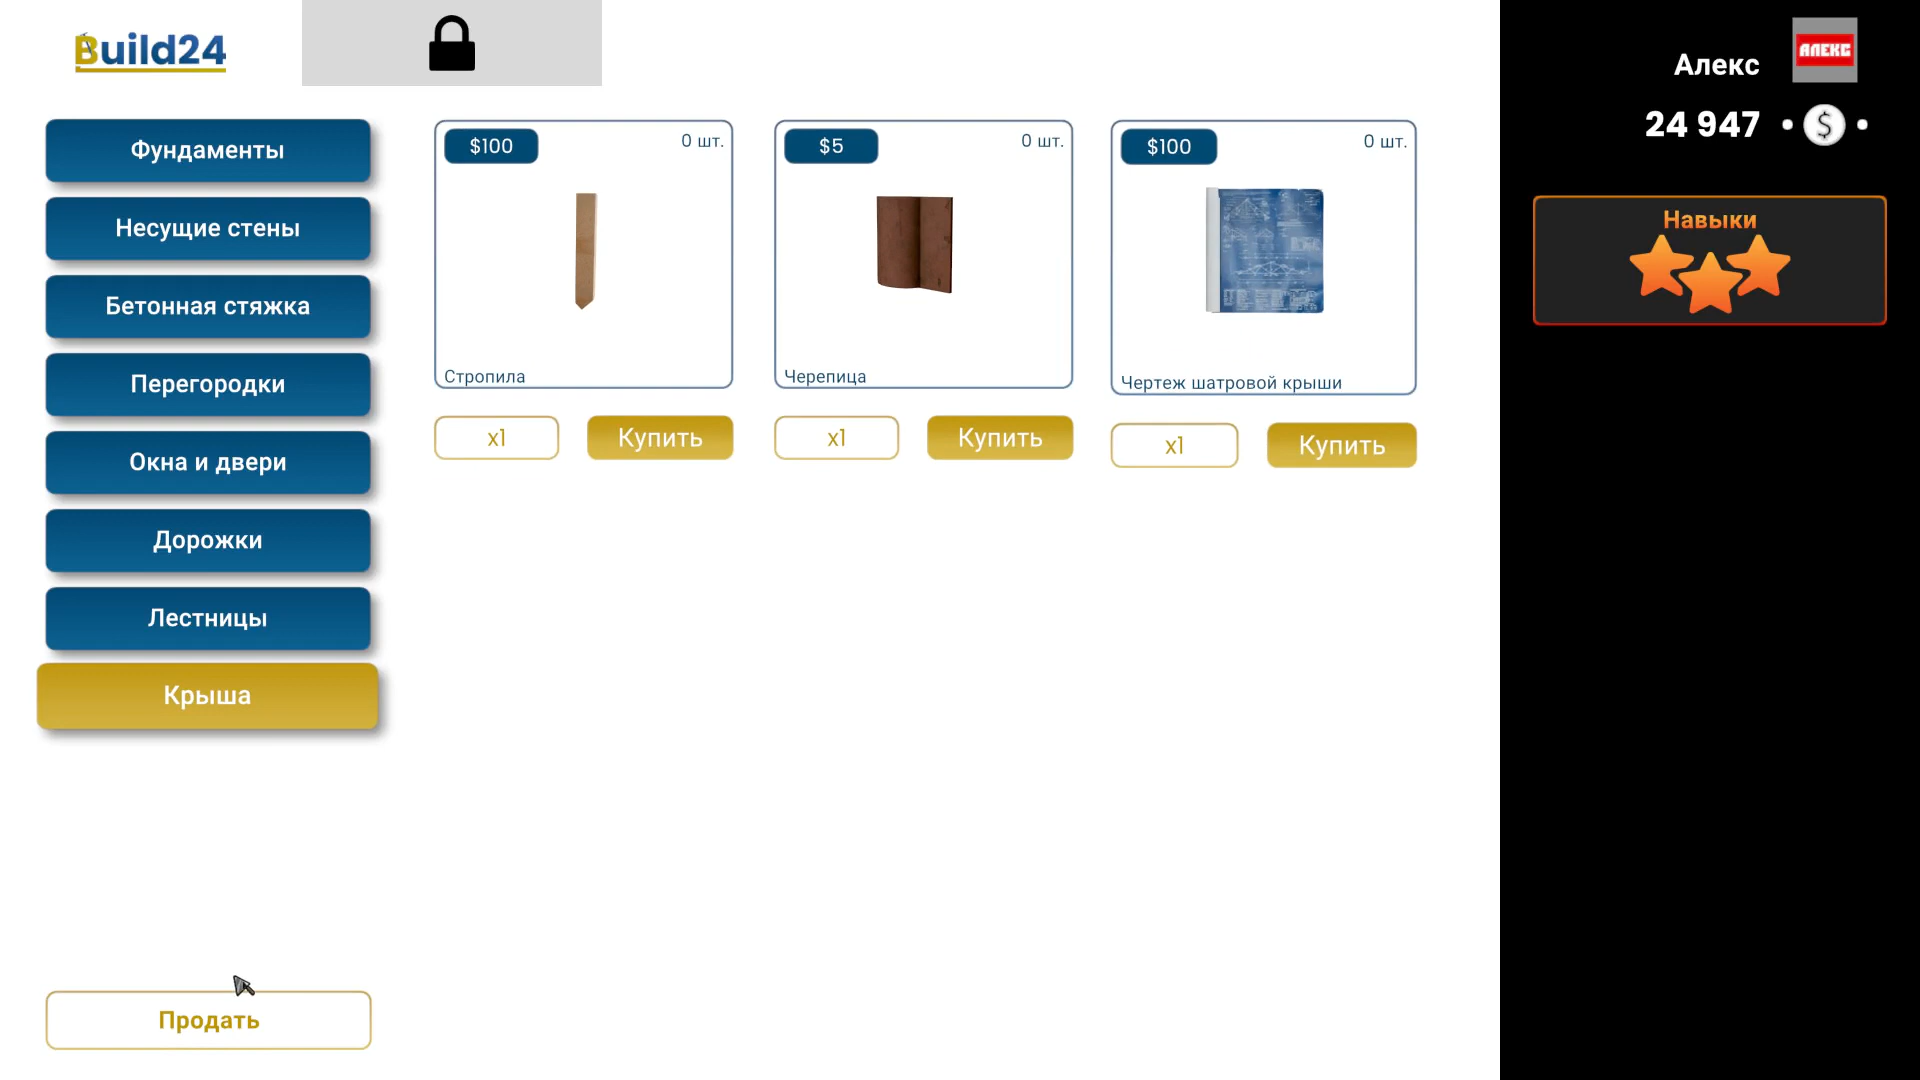 Build24
Алекс
АЛЕКС
24 947
$
Навыки
Фундаменты
Несущие стены
Бетонная стяжка
Перегородки
Окна и двери
Дорожки
Лестницы
Крыша
Продать
$100
0 шт.
Стропила
x1
Купить
$5
0 шт.
Черепица
x1
Купить
$100
0 шт.
Чертеж шатровой крыши
x1
Купить